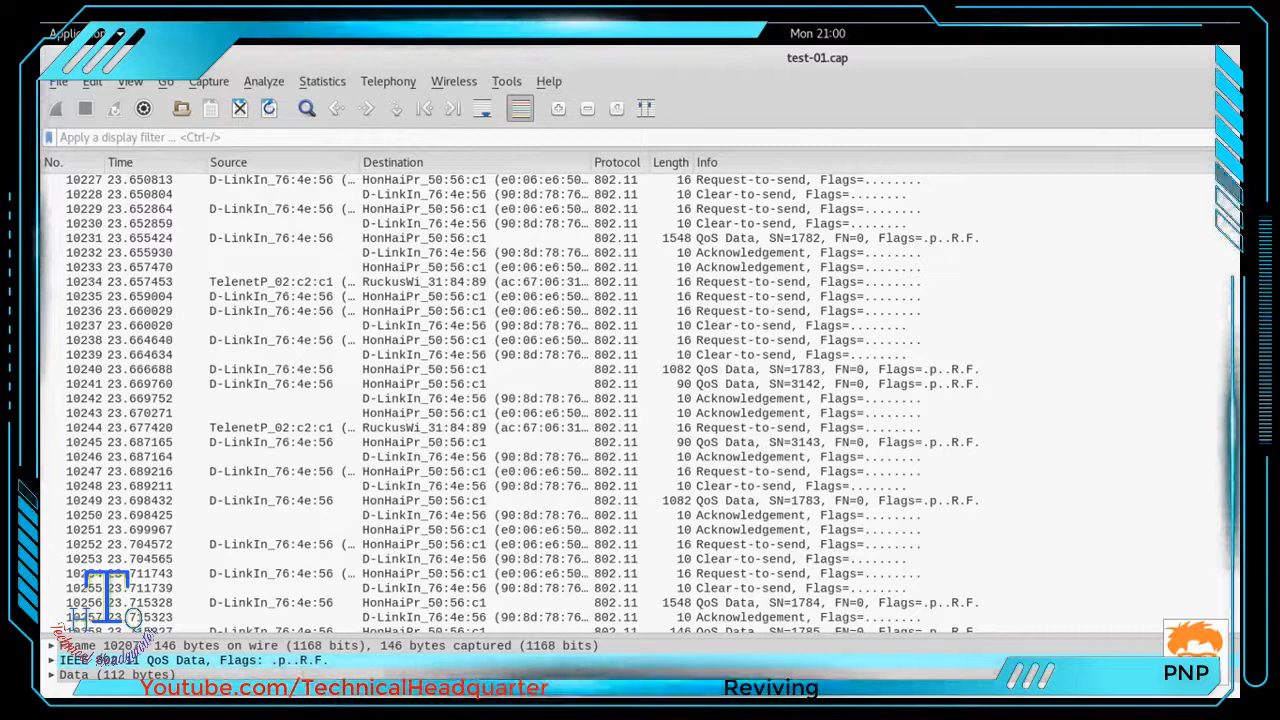 Applications Mon 21:00
test-01.cap
File Edit View Go Capture Analyze Statistics Telephony Wireless Tools Help
Apply a display filter ... <Ctrl-/>
No. Time Source Destination Protocol Length Info
10227 23.650813 D-LinkIn_76:4e:56 (… HonHaiPr_50:56:c1 (e0:06:e6:50… 802.11 16 Request-to-send, Flags=........
10228 23.650804 D-LinkIn_76:4e:56 (90:8d:78:76… 802.11 10 Clear-to-send, Flags=........
10229 23.652864 D-LinkIn_76:4e:56 (… HonHaiPr_50:56:c1 (e0:06:e6:50… 802.11 16 Request-to-send, Flags=........
10230 23.652859 D-LinkIn_76:4e:56 (90:8d:78:76… 802.11 10 Clear-to-send, Flags=........
10231 23.655424 D-LinkIn_76:4e:56 HonHaiPr_50:56:c1 802.11 1548 QoS Data, SN=1782, FN=0, Flags=.p..R.F.
10232 23.655930 D-LinkIn_76:4e:56 (90:8d:78:76… 802.11 10 Acknowledgement, Flags=........
10233 23.657470 HonHaiPr_50:56:c1 (e0:06:e6:50… 802.11 10 Acknowledgement, Flags=........
10234 23.657453 TelenetP_02:c2:c1 (… RuckusWi_31:84:89 (ac:67:06:31… 802.11 16 Request-to-send, Flags=........
10235 23.659004 D-LinkIn_76:4e:56 (… HonHaiPr_50:56:c1 (e0:06:e6:50… 802.11 16 Request-to-send, Flags=........
10236 23.660029 D-LinkIn_76:4e:56 (… HonHaiPr_50:56:c1 (e0:06:e6:50… 802.11 16 Request-to-send, Flags=........
10237 23.660020 D-LinkIn_76:4e:56 (90:8d:78:76… 802.11 10 Clear-to-send, Flags=........
10238 23.664640 D-LinkIn_76:4e:56 (… HonHaiPr_50:56:c1 (e0:06:e6:50… 802.11 16 Request-to-send, Flags=........
10239 23.664634 D-LinkIn_76:4e:56 (90:8d:78:76… 802.11 10 Clear-to-send, Flags=........
10240 23.666688 D-LinkIn_76:4e:56 HonHaiPr_50:56:c1 802.11 1082 QoS Data, SN=1783, FN=0, Flags=.p..R.F.
10241 23.669760 D-LinkIn_76:4e:56 HonHaiPr_50:56:c1 802.11 90 QoS Data, SN=3142, FN=0, Flags=.p..R.F.
10242 23.669752 D-LinkIn_76:4e:56 (90:8d:78:76… 802.11 10 Acknowledgement, Flags=........
10243 23.670271 HonHaiPr_50:56:c1 (e0:06:e6:50… 802.11 10 Acknowledgement, Flags=........
10244 23.677420 TelenetP_02:c2:c1 (… RuckusWi_31:84:89 (ac:67:06:31… 802.11 16 Request-to-send, Flags=........
10245 23.687165 D-LinkIn_76:4e:56 HonHaiPr_50:56:c1 802.11 90 QoS Data, SN=3143, FN=0, Flags=.p..R.F.
10246 23.687164 D-LinkIn_76:4e:56 (90:8d:78:76… 802.11 10 Acknowledgement, Flags=........
10247 23.689216 D-LinkIn_76:4e:56 (… HonHaiPr_50:56:c1 (e0:06:e6:50… 802.11 16 Request-to-send, Flags=........
10248 23.689211 D-LinkIn_76:4e:56 (90:8d:78:76… 802.11 10 Clear-to-send, Flags=........
10249 23.698432 D-LinkIn_76:4e:56 HonHaiPr_50:56:c1 802.11 1082 QoS Data, SN=1783, FN=0, Flags=.p..R.F.
10250 23.698425 D-LinkIn_76:4e:56 (90:8d:78:76… 802.11 10 Acknowledgement, Flags=........
10251 23.699967 HonHaiPr_50:56:c1 (e0:06:e6:50… 802.11 10 Acknowledgement, Flags=........
10252 23.704572 D-LinkIn_76:4e:56 (… HonHaiPr_50:56:c1 (e0:06:e6:50… 802.11 16 Request-to-send, Flags=........
10253 23.704565 D-LinkIn_76:4e:56 (90:8d:78:76… 802.11 10 Clear-to-send, Flags=........
10254 23.711743 D-LinkIn_76:4e:56 (… HonHaiPr_50:56:c1 (e0:06:e6:50… 802.11 16 Request-to-send, Flags=........
10255 23.711739 D-LinkIn_76:4e:56 (90:8d:78:76… 802.11 10 Clear-to-send, Flags=........
10256 23.715328 D-LinkIn_76:4e:56 HonHaiPr_50:56:c1 802.11 1548 QoS Data, SN=1784, FN=0, Flags=.p..R.F.
10257 23.715323 D-LinkIn_76:4e:56 (90:8d:78:76… 802.11 10 Acknowledgement, Flags=........
D-LinkIn_76:4e:56 HonHaiPr_50:56:c1 802.11 146 QoS Data, SN=1785, FN=0, Flags=.p..R.F.
T.
H Q
Technical Headquarter
146 bytes on wire (1168 bits), 146 bytes captured (1168 bits)
IEEE 802.11 QoS Data, Flags: .p..R.F.
Data (112 bytes)
PNP
Youtube.com/TechnicalHeadquarter Reviving